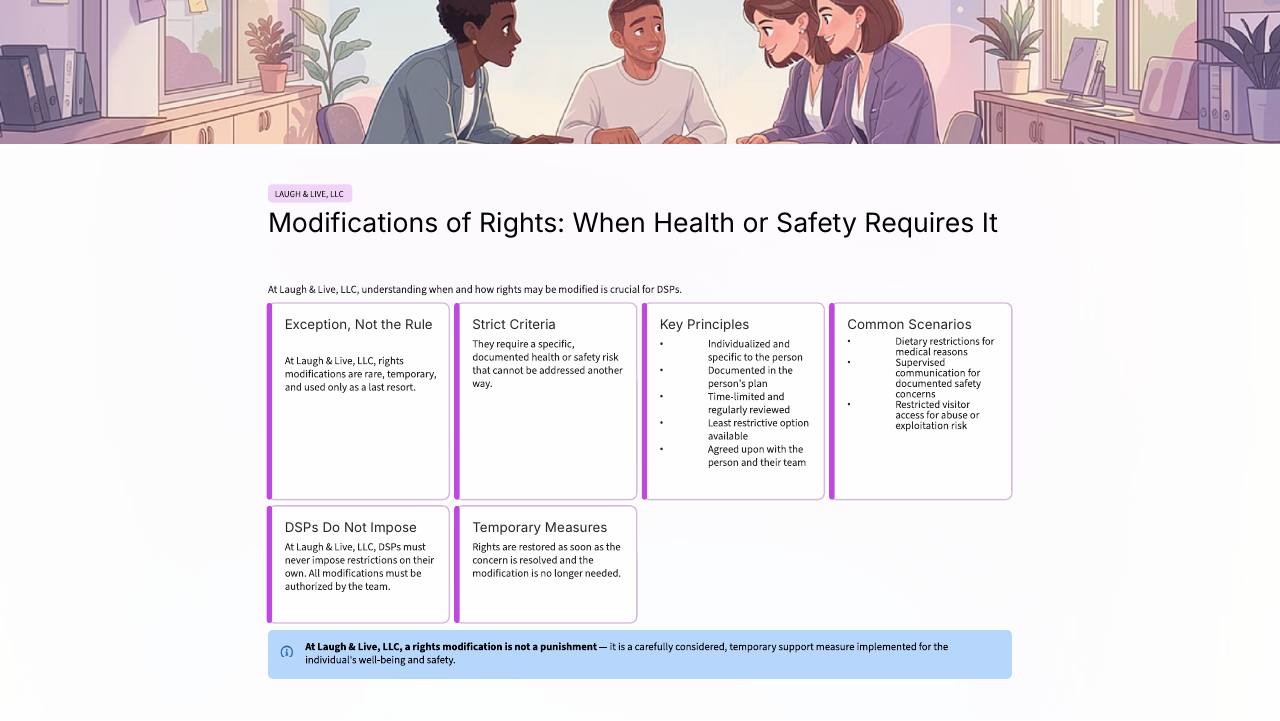 LAUGH & LIVE, LLC
Modifications of Rights: When Health or Safety Requires It
At Laugh & Live, LLC, understanding when and how rights may be modified is crucial for DSPs.
Exception, Not the Rule
At Laugh & Live, LLC, rights
modifications are rare, temporary,
and used only as a last resort.
Strict Criteria
They require a specific,
documented health or safety risk
that cannot be addressed another
way.
Key Principles
• Individualized and
specific to the person
• Documented in the
person's plan
• Time-limited and
regularly reviewed
• Least restrictive option
available
• Agreed upon with the
person and their team
Common Scenarios
• Dietary restrictions for
medical reasons
• Supervised
communication for
documented safety
concerns
• Restricted visitor
access for abuse or
exploitation risk
DSPs Do Not Impose
At Laugh & Live, LLC, DSPs must
never impose restrictions on their
own. All modifications must be
authorized by the team.
Temporary Measures
Rights are restored as soon as the
concern is resolved and the
modification is no longer needed.
At Laugh & Live, LLC, a rights modification is not a punishment — it is a carefully considered, temporary support measure implemented for the
individual's well-being and safety.